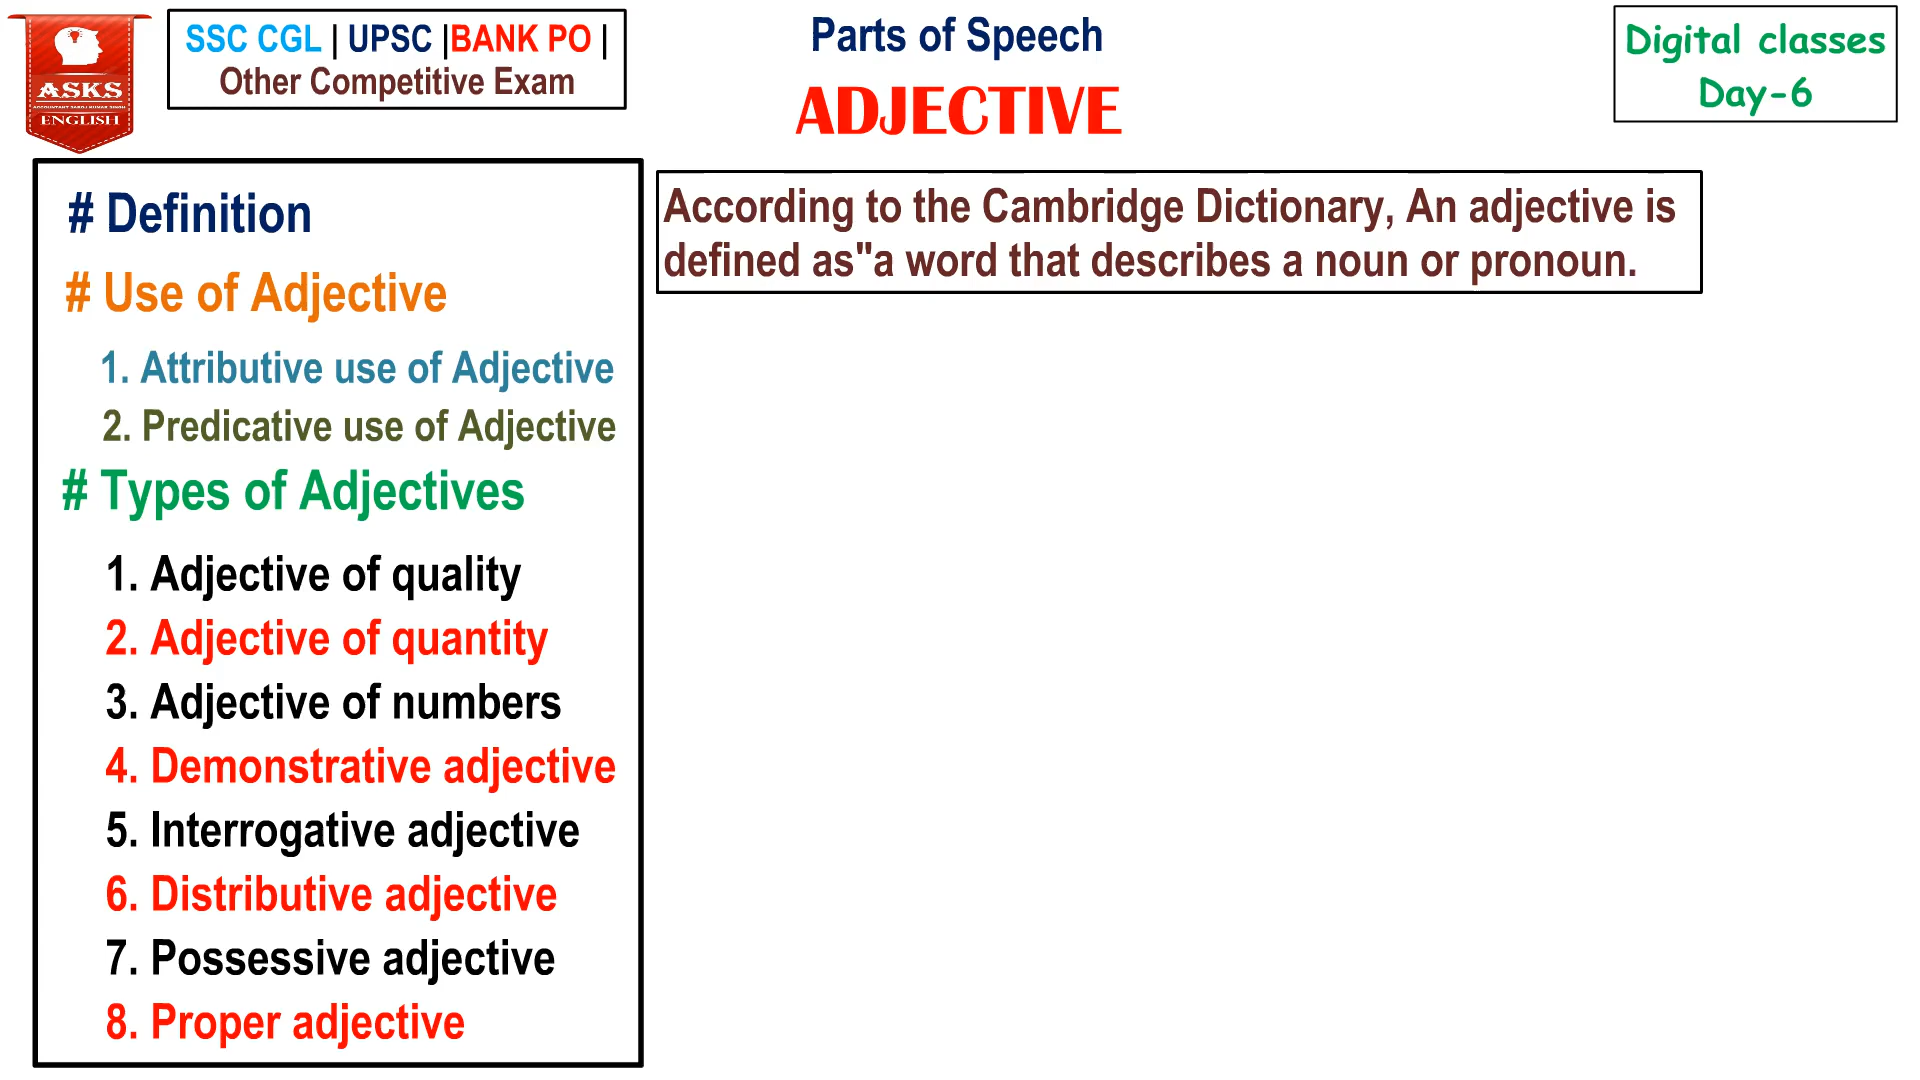 ASKS
ACCOUNTANT SAROJ KUMAR SINGH
ENGLISH
SSC CGL | UPSC |BANK PO |
Other Competitive Exam
Parts of Speech
ADJECTIVE
Digital classes
Day-6
# Definition
# Use of Adjective
1. Attributive use of Adjective
2. Predicative use of Adjective
# Types of Adjectives
1. Adjective of quality
2. Adjective of quantity
3. Adjective of numbers
4. Demonstrative adjective
5. Interrogative adjective
6. Distributive adjective
7. Possessive adjective
8. Proper adjective
According to the Cambridge Dictionary, An adjective is
defined as"a word that describes a noun or pronoun.